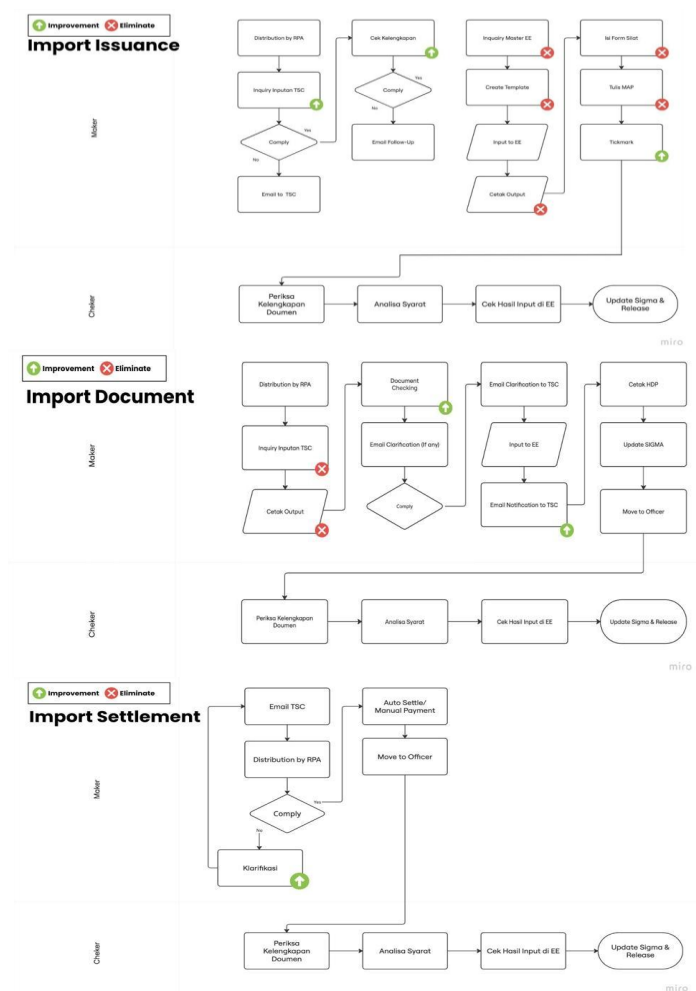 Improvement Eliminate
Import Issuance
Maker
Distribution by RPA
Inquiry Inputan TSC
Comply
Yes
No
Email to TSC
Cek Kelengkapan
Comply
Yes
No
Email Follow-Up
Inquairy Master EE
Create Template
Input to EE
Cetak Output
Isi Form Silat
Tulis MAP
Tickmark
Cheker
Periksa
Kelengkapan
Doumen
Analisa Syarat
Cek Hasil Input di EE
Update Sigma &
Release
miro
Improvement Eliminate
Import Document
Maker
Distribution by RPA
Inquiry Inputan TSC
Cetak Output
Document
Checking
Email Clarification (If any)
Comply
Email Clarification to TSC
Input to EE
Email Notification to TSC
Cetak HDP
Update SIGMA
Move to Officer
Cheker
Periksa Kelengkapan
Doumen
Analisa Syarat
Cek Hasil Input di EE
Update Sigma & Release
miro
Improvement Eliminate
Import Settlement
Maker
Email TSC
Distribution by RPA
Comply
Yes
No
Klarifikasi
Auto Settle/
Manual Payment
Move to Officer
Cheker
Periksa
Kelengkapan
Doumen
Analisa Syarat
Cek Hasil Input di EE
Update Sigma &
Release
miro